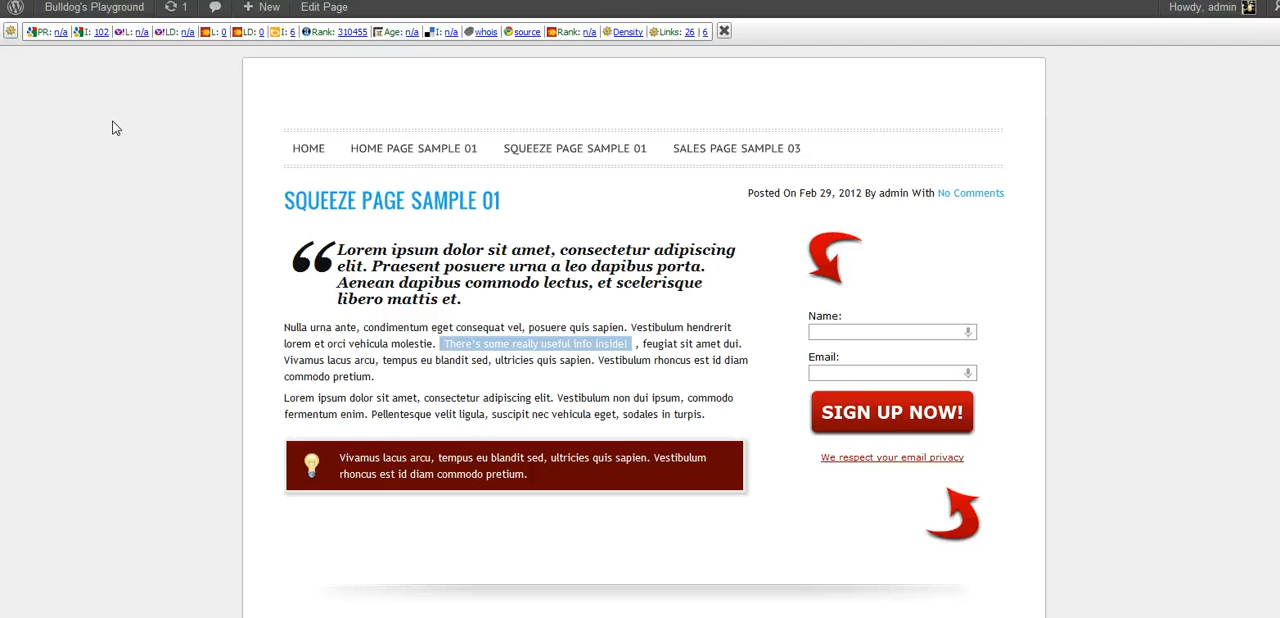 Bulldog's Playground 1 New Edit Page Howdy, admin
PR: n/a I: 102 L: n/a LD: n/a L: 0 LD: 0 I: 6 Rank: 310455 Age: n/a I: n/a whois source Rank: n/a Density Links: 26 | 6
HOME HOME PAGE SAMPLE 01 SQUEEZE PAGE SAMPLE 01 SALES PAGE SAMPLE 03
SQUEEZE PAGE SAMPLE 01
Posted On Feb 29, 2012 By admin With No Comments
Lorem ipsum dolor sit amet, consectetur adipiscing
elit. Praesent posuere urna a leo dapibus porta.
Aenean dapibus commodo lectus, et scelerisque
libero mattis et.
Nulla urna ante, condimentum eget consequat vel, posuere quis sapien. Vestibulum hendrerit
lorem et orci vehicula molestie. There's some really useful info inside! , feugiat sit amet dui.
Vivamus lacus arcu, tempus eu blandit sed, ultricies quis sapien. Vestibulum rhoncus est id diam
commodo pretium.
Lorem ipsum dolor sit amet, consectetur adipiscing elit. Vestibulum non dui ipsum, commodo
fermentum enim. Pellentesque velit ligula, suscipit nec vehicula eget, sodales in turpis.
Vivamus lacus arcu, tempus eu blandit sed, ultricies quis sapien. Vestibulum
rhoncus est id diam commodo pretium.
Name:
Email:
SIGN UP NOW!
We respect your email privacy